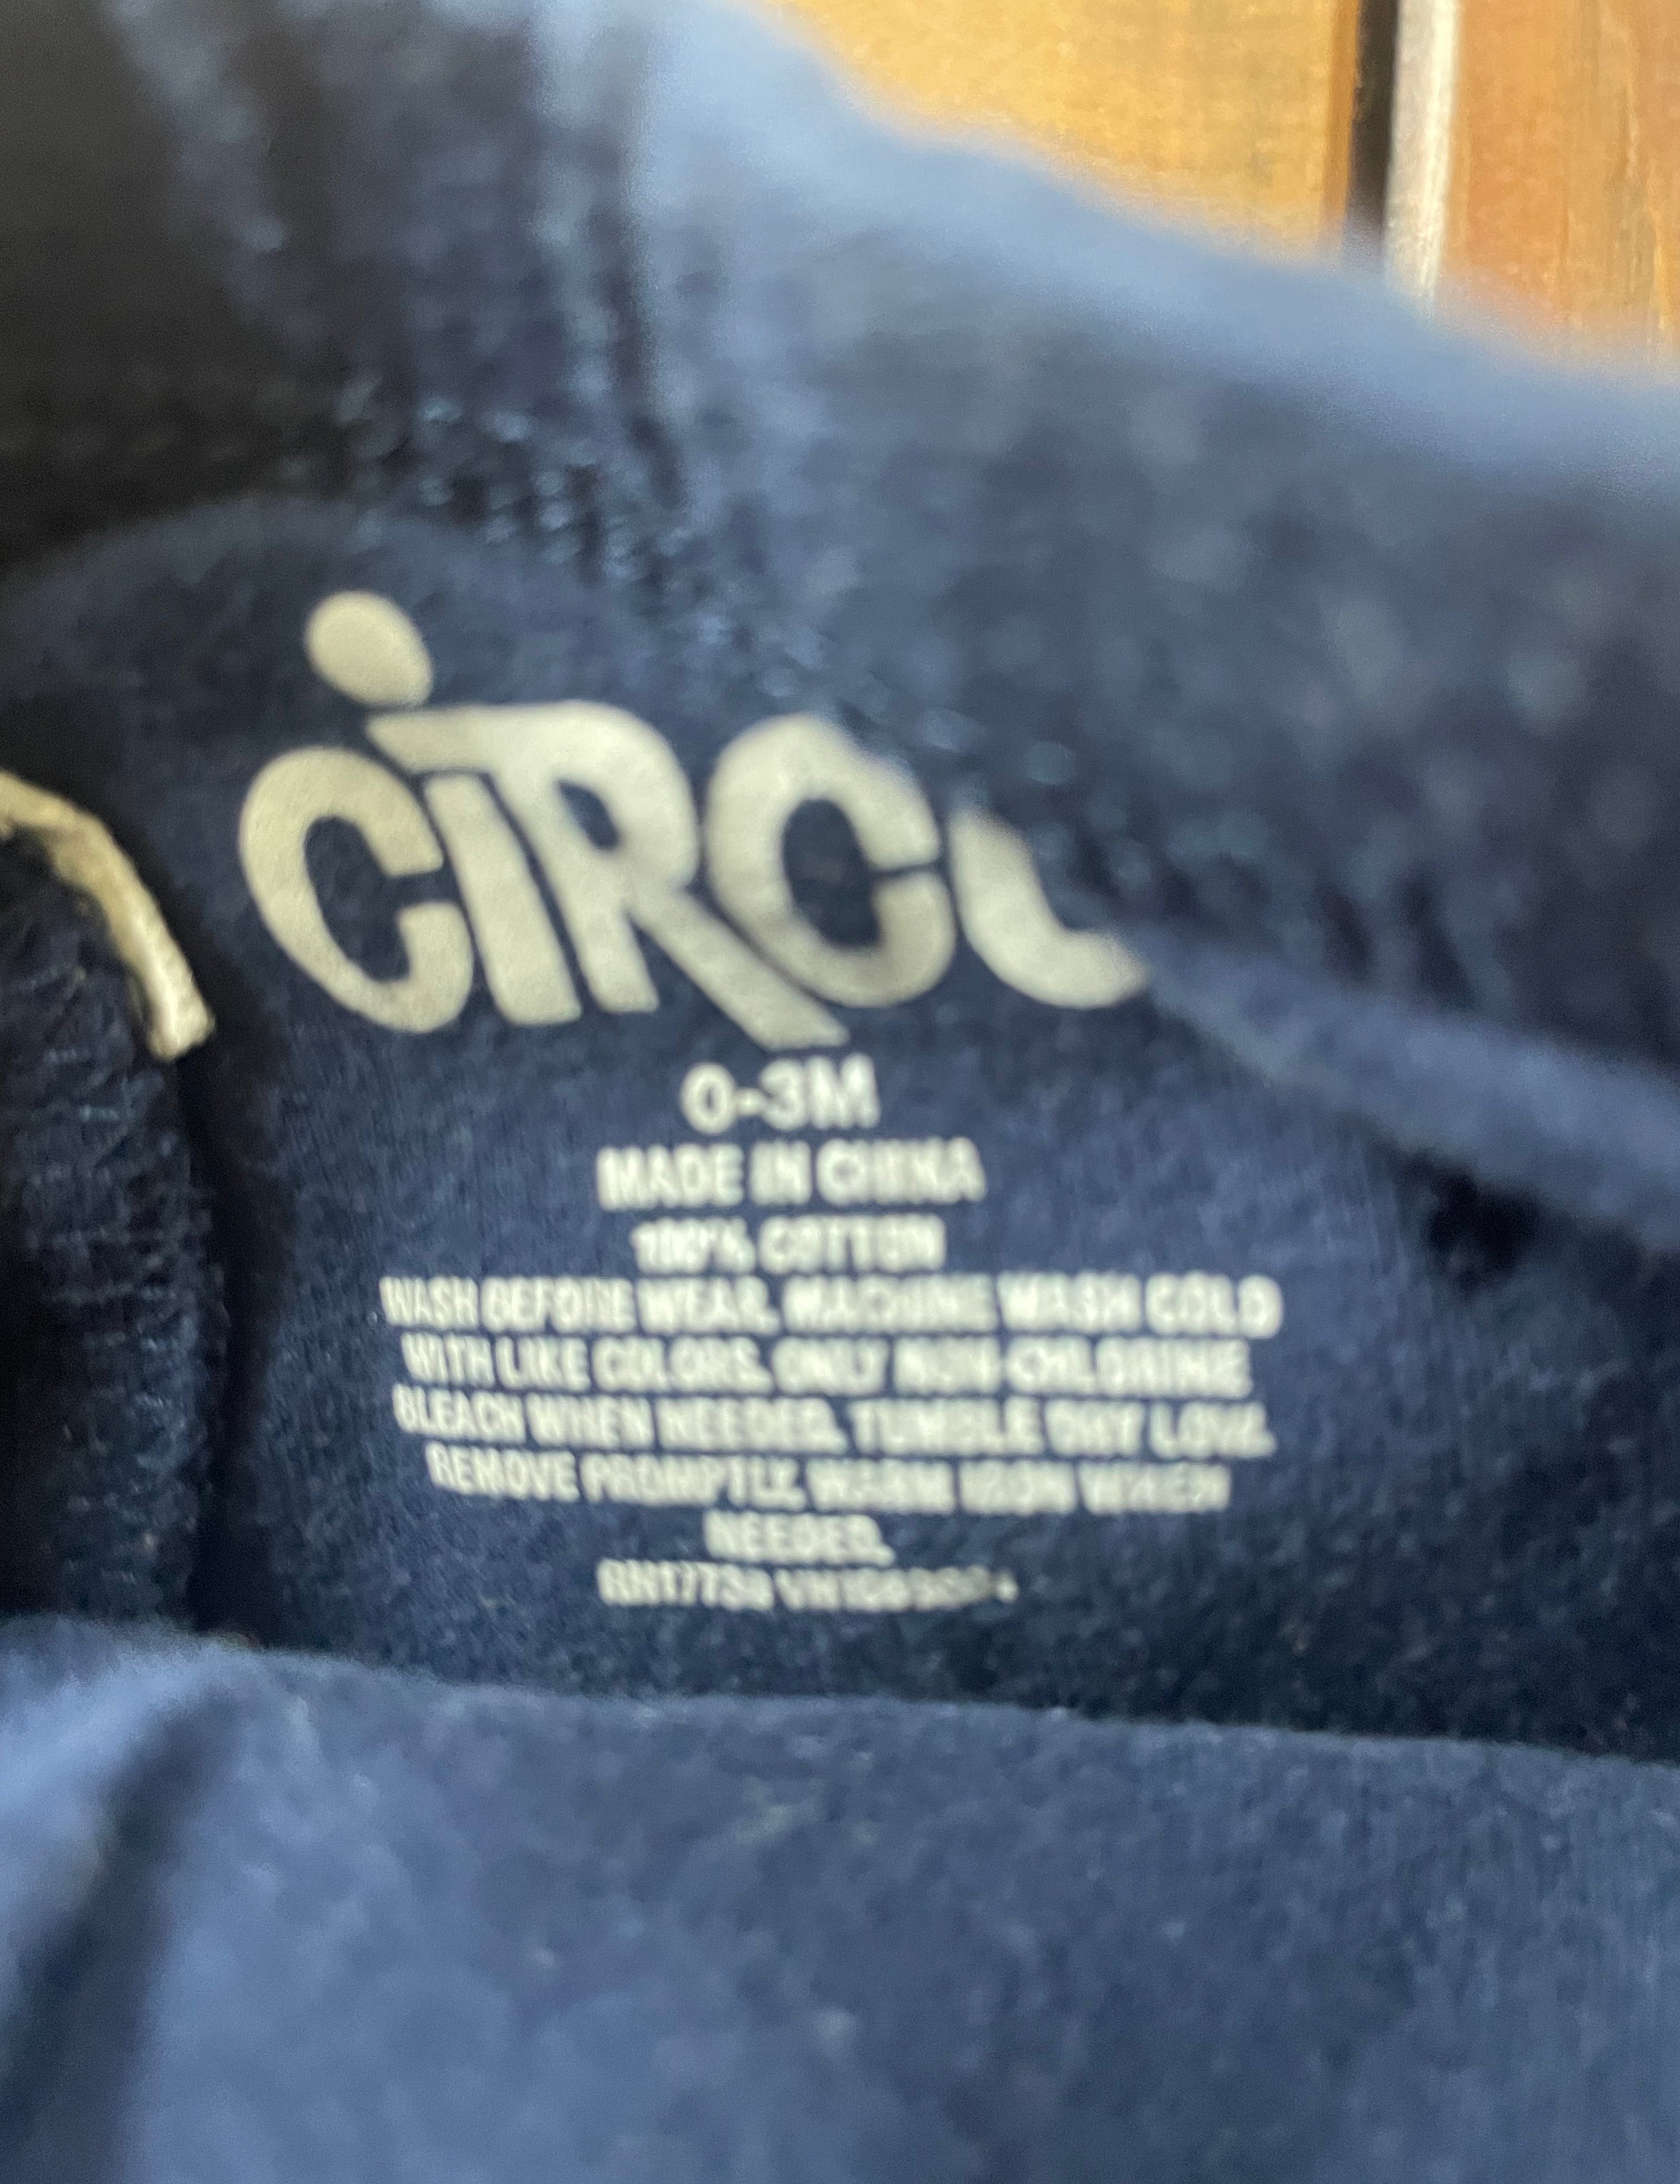 CIRC
0-3M
MADE IN CHINA
100% COTTON
WASH BEFORE WEAR. MACHINE WASH COLD
WITH LIKE COLORS. ONLY NON-CHLORINE
BLEACH WHEN NEEDED. TUMBLE DRY LOW.
REMOVE PROMPTLY. WARM IRON WHEN
NEEDED.